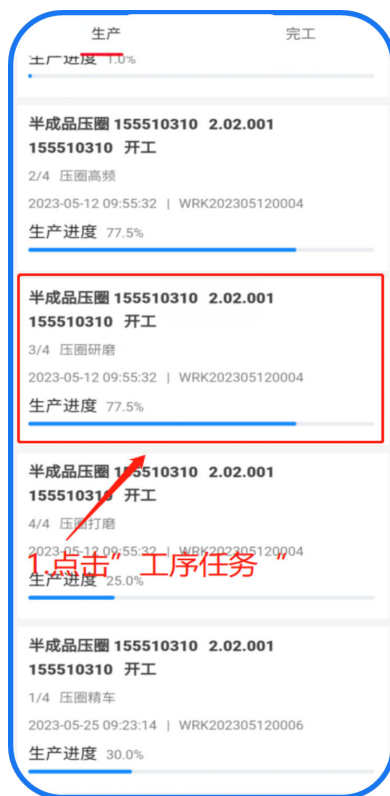 生产 完工
生产进度 1.0%
半成品压圈 155510310 2.02.001
155510310 开工
2/4 压圈高频
2023-05-12 09:55:32 | WRK202305120004
生产进度 77.5%
半成品压圈 155510310 2.02.001
155510310 开工
3/4 压圈研磨
2023-05-12 09:55:32 | WRK202305120004
生产进度 77.5%
半成品压圈 155510310 2.02.001
155510310 开工
4/4 压圈打磨
2023-05-12 09:55:32 | WRK202305120004
1.点击”工序任务“
生产进度 25.0%
半成品压圈 155510310 2.02.001
155510310 开工
1/4 压圈精车
2023-05-25 09:23:14 | WRK202305120006
生产进度 30.0%